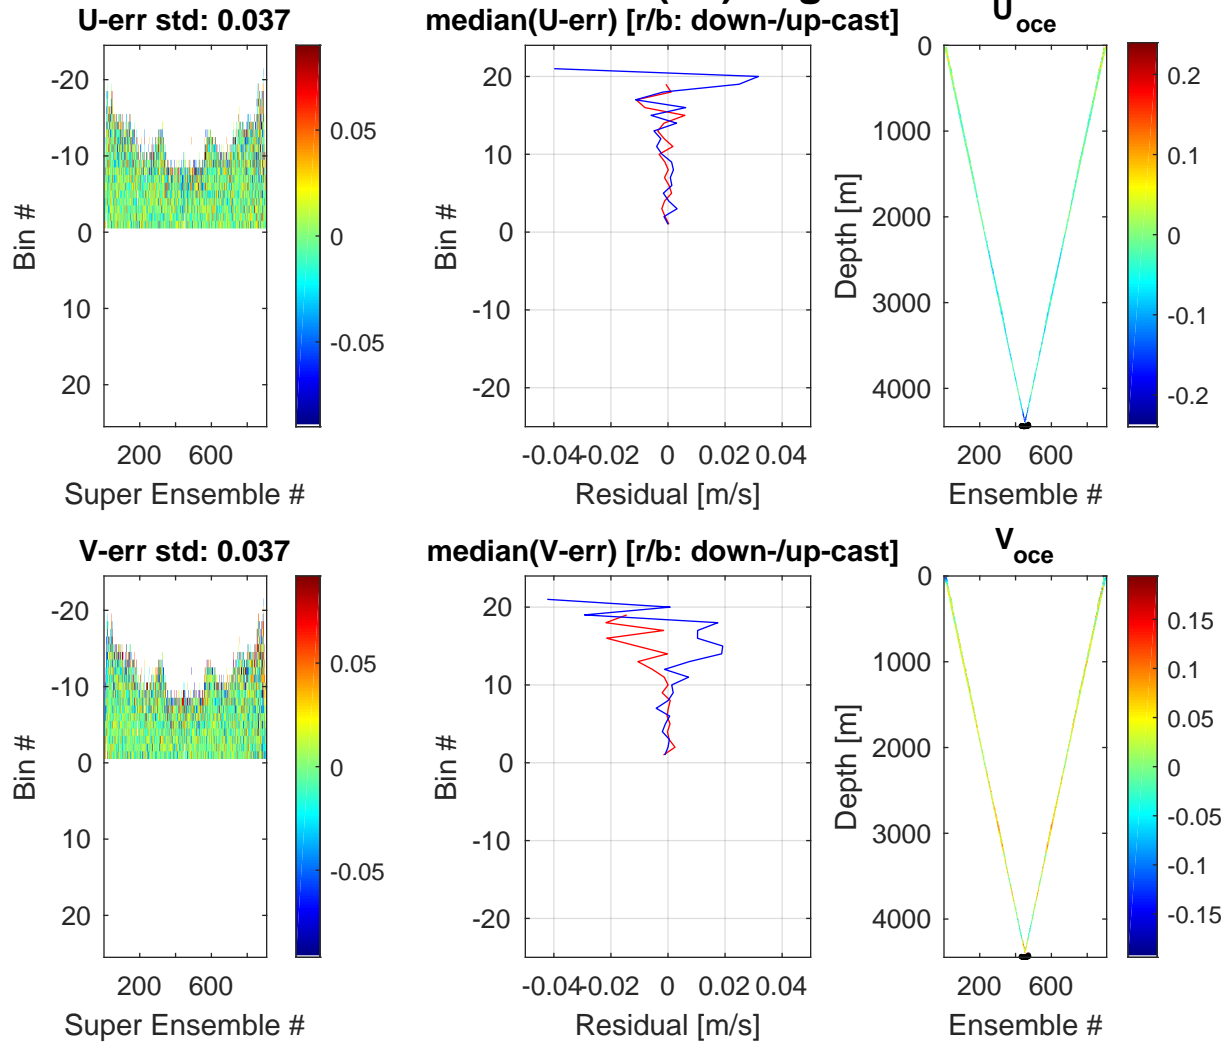 U-err std: 0.037
median(U-err) [r/b: down-/up-cast]
U_oce
-20
-10
0
10
20
Bin #
200 600
Super Ensemble #
0.05
0
-0.05
20
10
0
-10
-20
Bin #
-0.04 -0.02 0 0.02 0.04
Residual [m/s]
0
1000
2000
3000
4000
Depth [m]
200 600
Ensemble #
0.2
0.1
0
-0.1
-0.2
V-err std: 0.037
median(V-err) [r/b: down-/up-cast]
V_oce
-20
-10
0
10
20
Bin #
200 600
Super Ensemble #
0.05
0
-0.05
20
10
0
-10
-20
Bin #
-0.04 -0.02 0 0.02 0.04
Residual [m/s]
0
1000
2000
3000
4000
Depth [m]
200 600
Ensemble #
0.15
0.1
0.05
0
-0.05
-0.1
-0.15